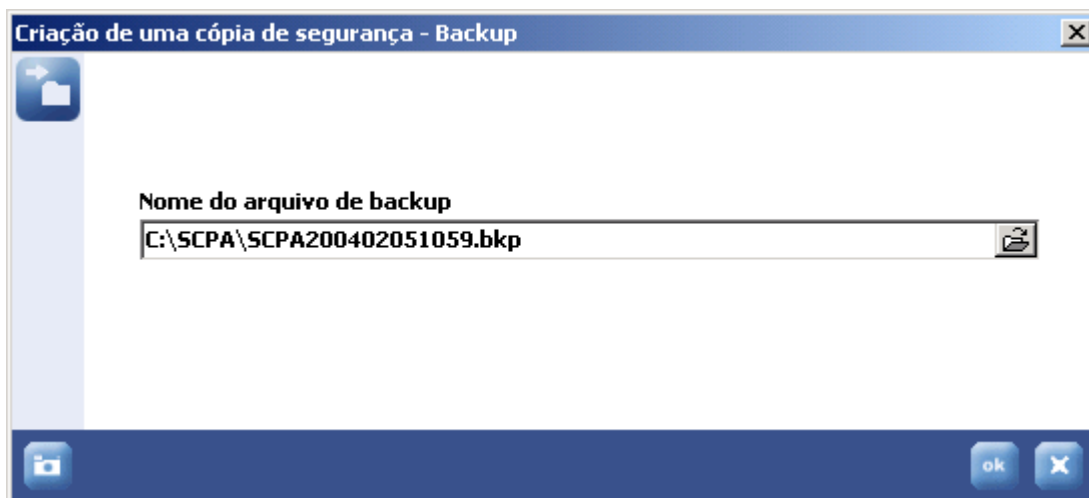 Criação de uma cópia de segurança - Backup
Nome do arquivo de backup
C:\SCPA\SCPA200402051059.bkp
ok